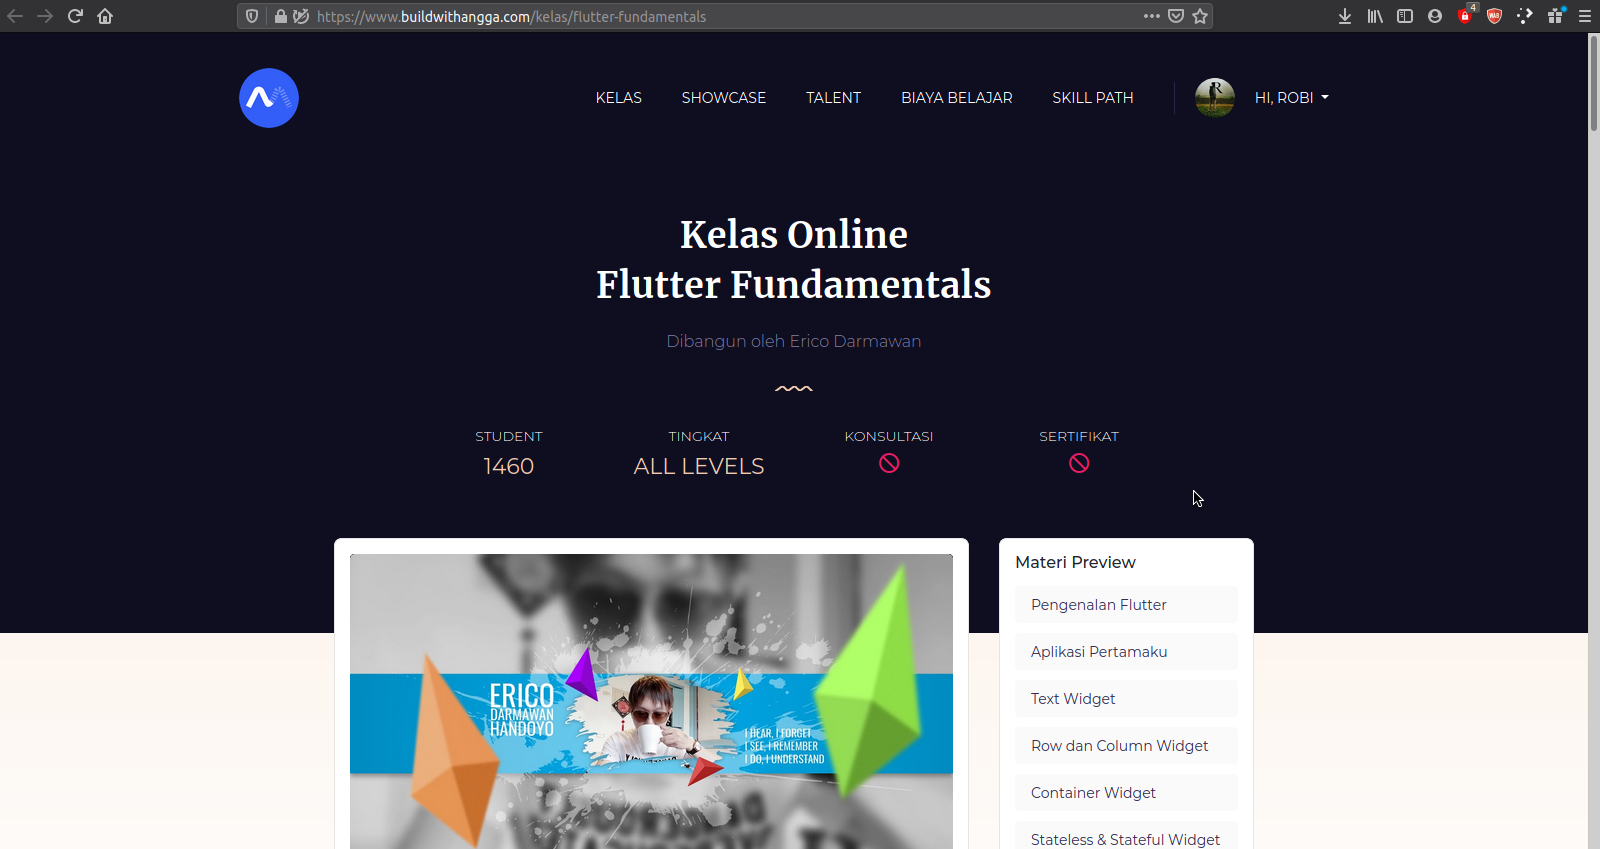 https://www.buildwithangga.com/kelas/flutter-fundamentals
4
KELAS
SHOWCASE
TALENT
BIAYA BELAJAR
SKILL PATH
R
HI, ROBI
Kelas Online
Flutter Fundamentals
Dibangun oleh Erico Darmawan
STUDENT
1460
TINGKAT
ALL LEVELS
KONSULTASI
SERTIFIKAT
ERICO
DARMAWAN
HANDOYO
I HEAR, I FORGET
I SEE, I REMEMBER
I DO, I UNDERSTAND
Materi Preview
Pengenalan Flutter
Aplikasi Pertamaku
Text Widget
Row dan Column Widget
Container Widget
Stateless & Stateful Widget